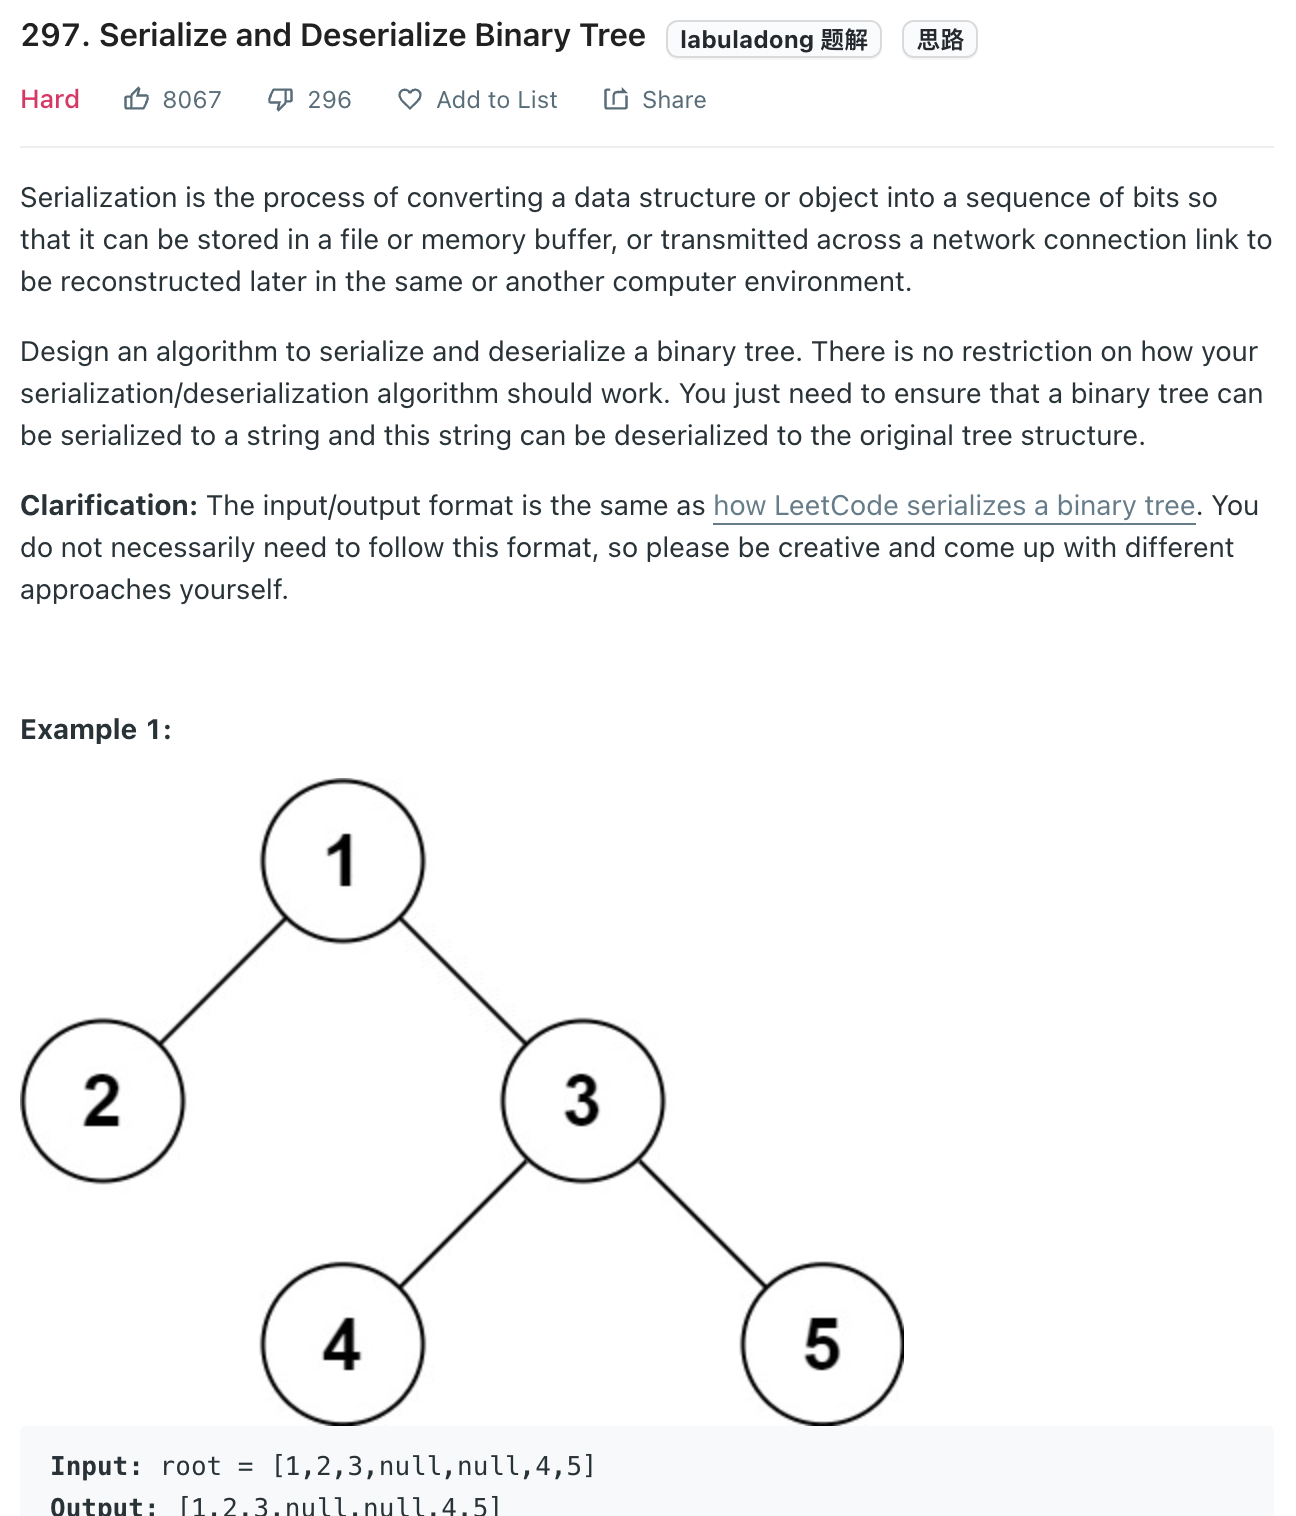 297. Serialize and Deserialize Binary Tree labuladong 题解 思路
Hard 8067 296 Add to List Share
Serialization is the process of converting a data structure or object into a sequence of bits so
that it can be stored in a file or memory buffer, or transmitted across a network connection link to
be reconstructed later in the same or another computer environment.
Design an algorithm to serialize and deserialize a binary tree. There is no restriction on how your
serialization/deserialization algorithm should work. You just need to ensure that a binary tree can
be serialized to a string and this string can be deserialized to the original tree structure.
Clarification: The input/output format is the same as how LeetCode serializes a binary tree. You
do not necessarily need to follow this format, so please be creative and come up with different
approaches yourself.
Example 1:
1
2 3
4 5
Input: root = [1,2,3,null,null,4,5]
Output: [1,2,3,null,null,4,5]